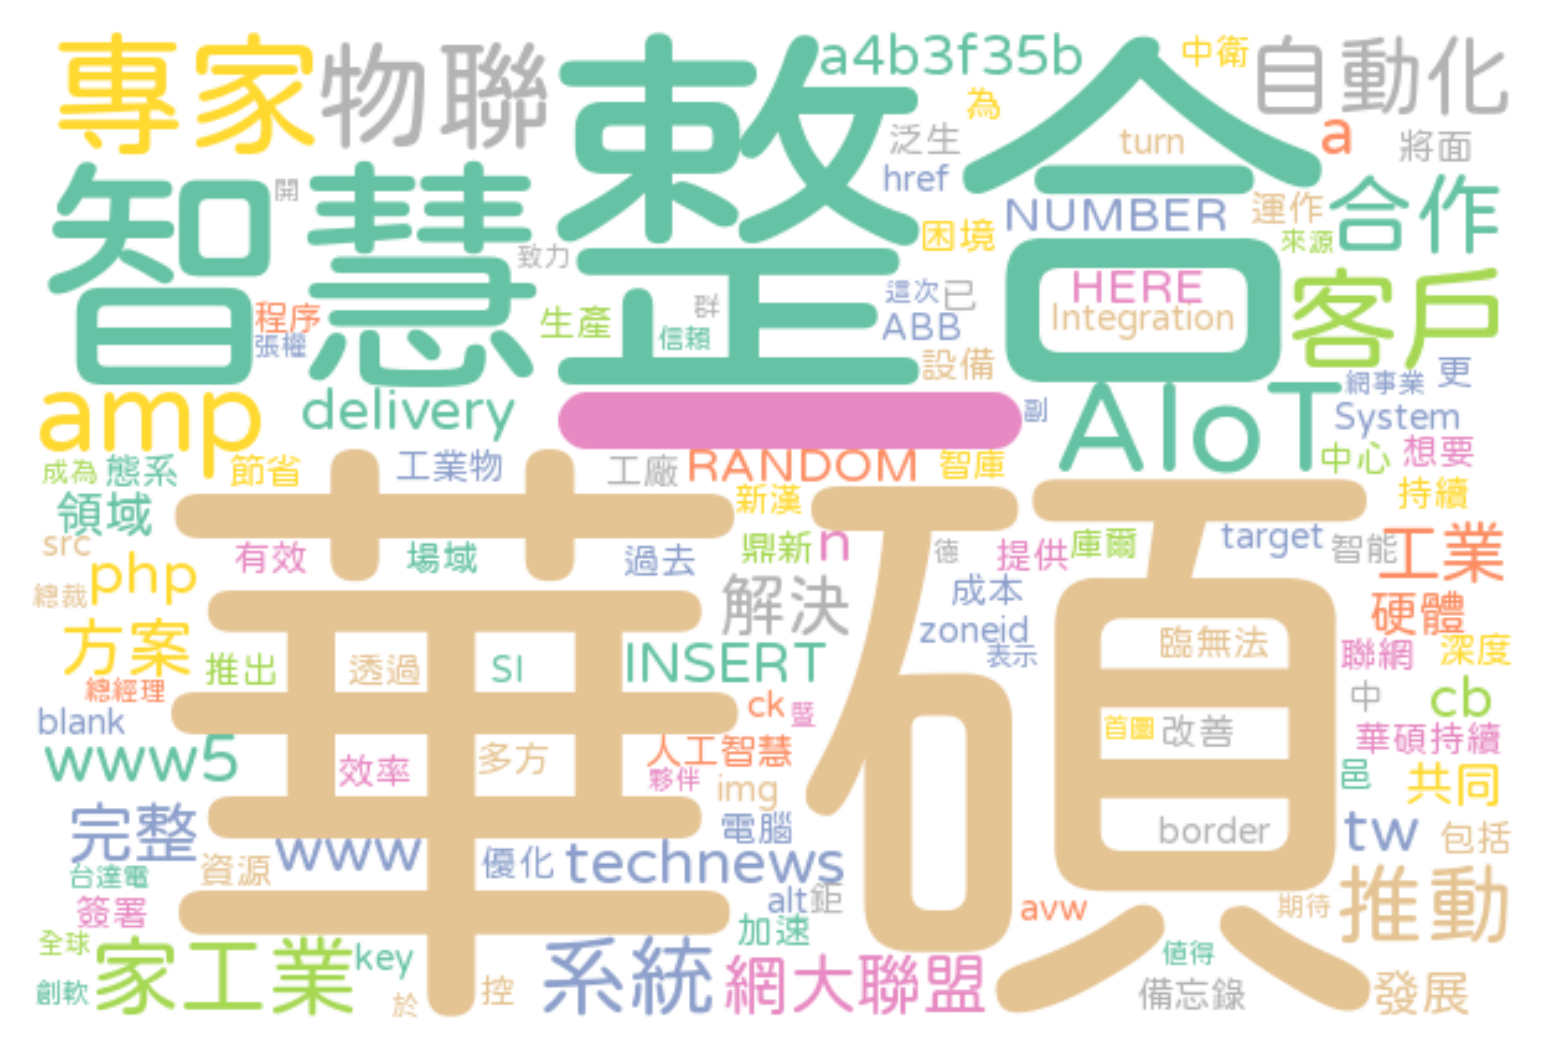 專家
物聯
整合
a4b3f35b
中衛
自動化
為
泛生
turn
a
將面
智慧
開
href
NUMBER
運作
合作
困境
來源
致力
這次
已
HERE
客戶
程序
張權
生產
群
信賴
ABB
Integration
設備
網事業
更
amp
delivery
一
副
AIoT
System
中心
想要
成為
態系
節省
工業物
工廠
RANDOM
智庫
華碩
持續
領域
新漢
src
有效
場域
過去
鼎新
n
德
提供
庫爾
target
智能
工業
php
總裁
解決
成本
硬體
方案
推出
透過
SI
INSERT
zoneid
表示
臨無法
聯網
深度
總經理
blank
ck
暨
首圖
改善
中
cb
www5
效率
多方
人工智慧
夥伴
img
華碩持續
邑
共同
完整
www
電腦
border
tw
包括
台達電
資源
優化
technews
簽署
alt
鉅
avw
期待
推動
全球
家工業
key
加速
值得
創軟
於
控
系統
網大聯盟
備忘錄
發展